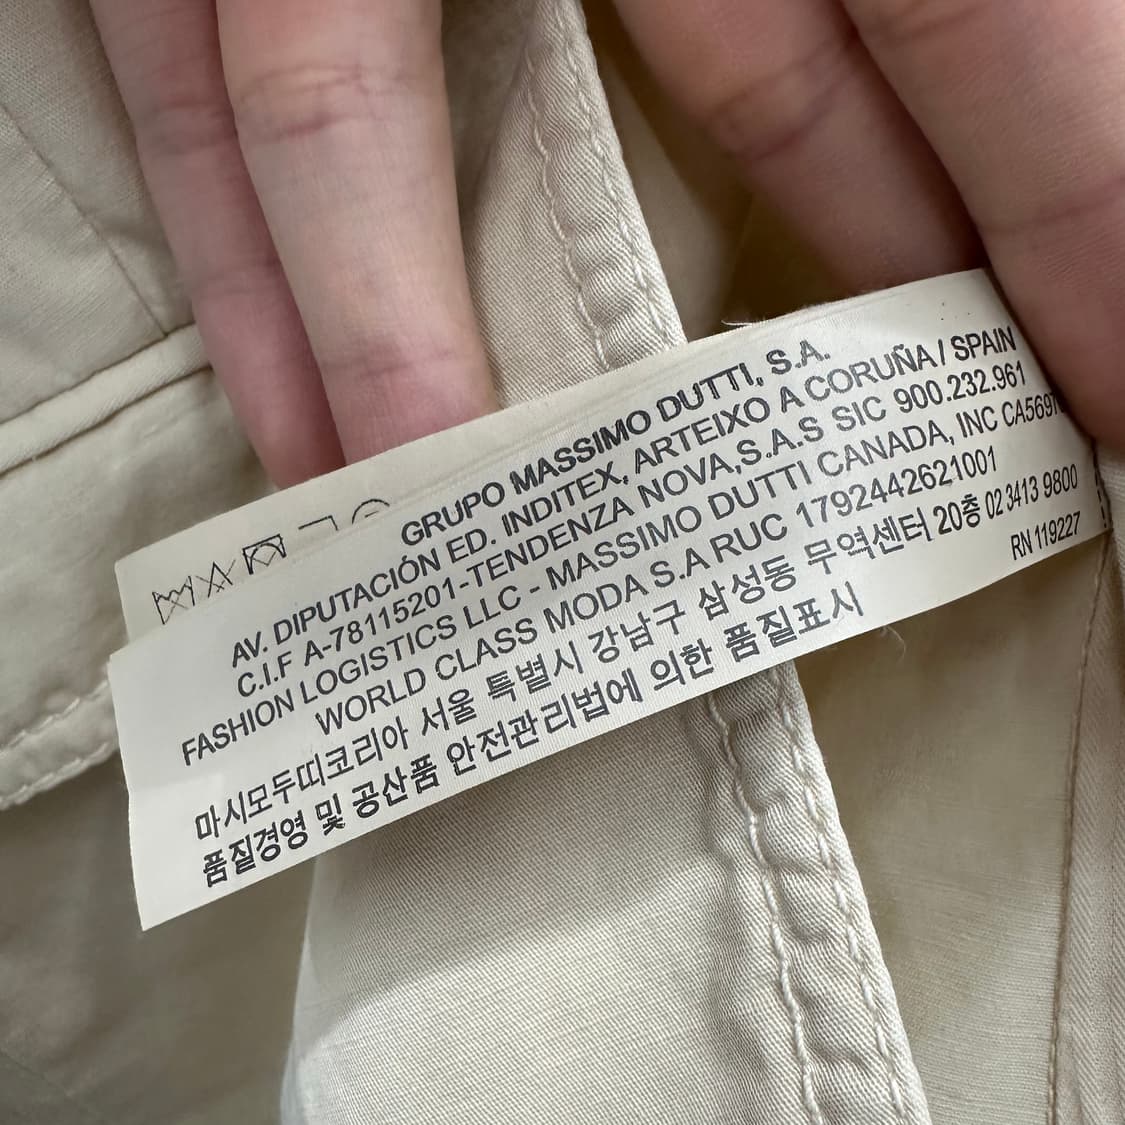 GRUPO MASSIMO DUTTI, S.A.
AV. DIPUTACIÓN ED. INDITEX, ARTEIXO A CORUÑA / SPAIN
C.I.F A-78115201-TENDENZA NOVA,S.A.S SIC 900.232.961
FASHION LOGISTICS LLC - MASSIMO DUTTI CANADA, INC
WORLD CLASS MODA S.A RUC 1792442621001
마시모두띠코리아 서울 특별시 강남구 삼성동 무역센터 20층 02 3413 9800
품질경영 및 공산품 안전관리법에 의한 품질표시
RN 119227